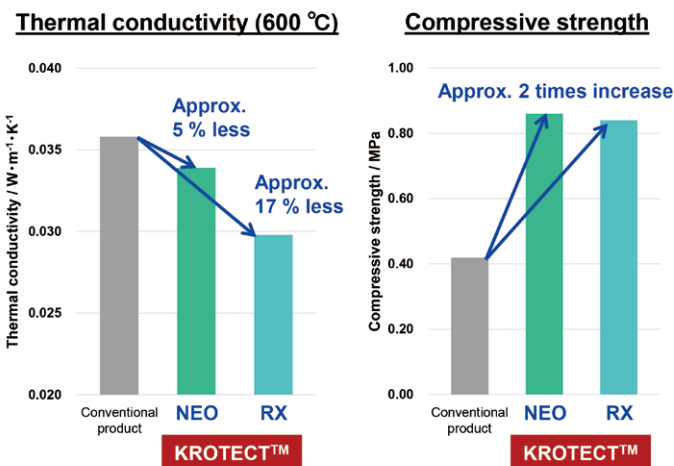 Thermal conductivity (600 ℃)
Thermal conductivity / W・m⁻¹・K⁻¹
0.040
0.035
0.030
0.025
0.020
Approx.
5 % less
Approx.
17 % less
Conventional
product
NEO
RX
KROTECT™
Compressive strength
Compressive strength / MPa
1.00
0.80
0.60
0.40
0.20
0.00
Approx. 2 times increase
Conventional
product
NEO
RX
KROTECT™